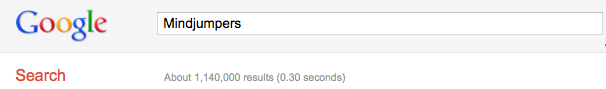 Google Mindjumpers
Search About 1,140,000 results (0.30 seconds)